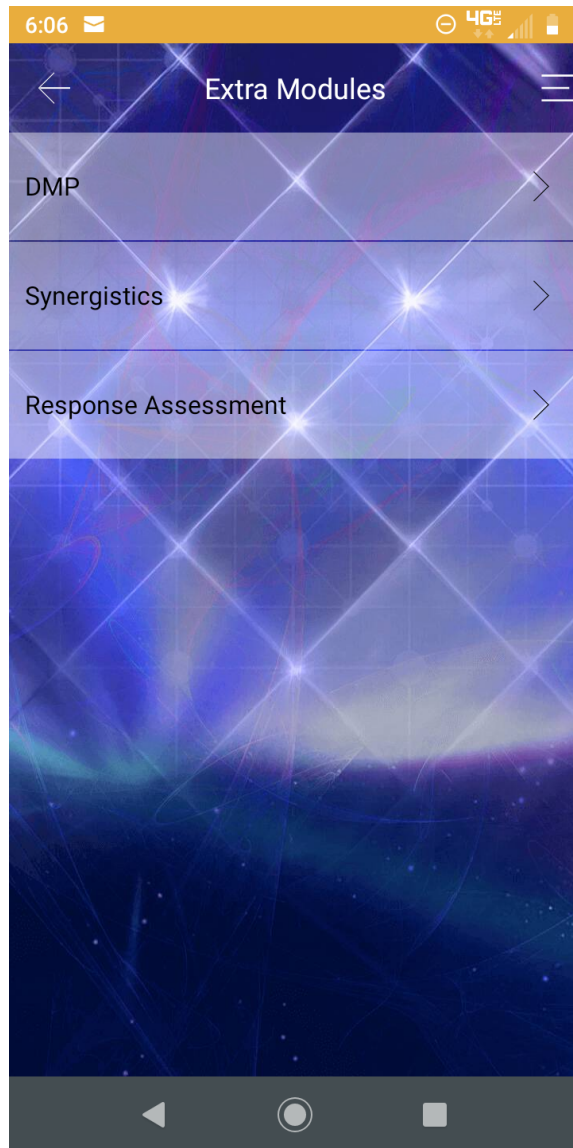 6:06
4G LTE
Extra Modules
DMP
Synergistics
Response Assessment